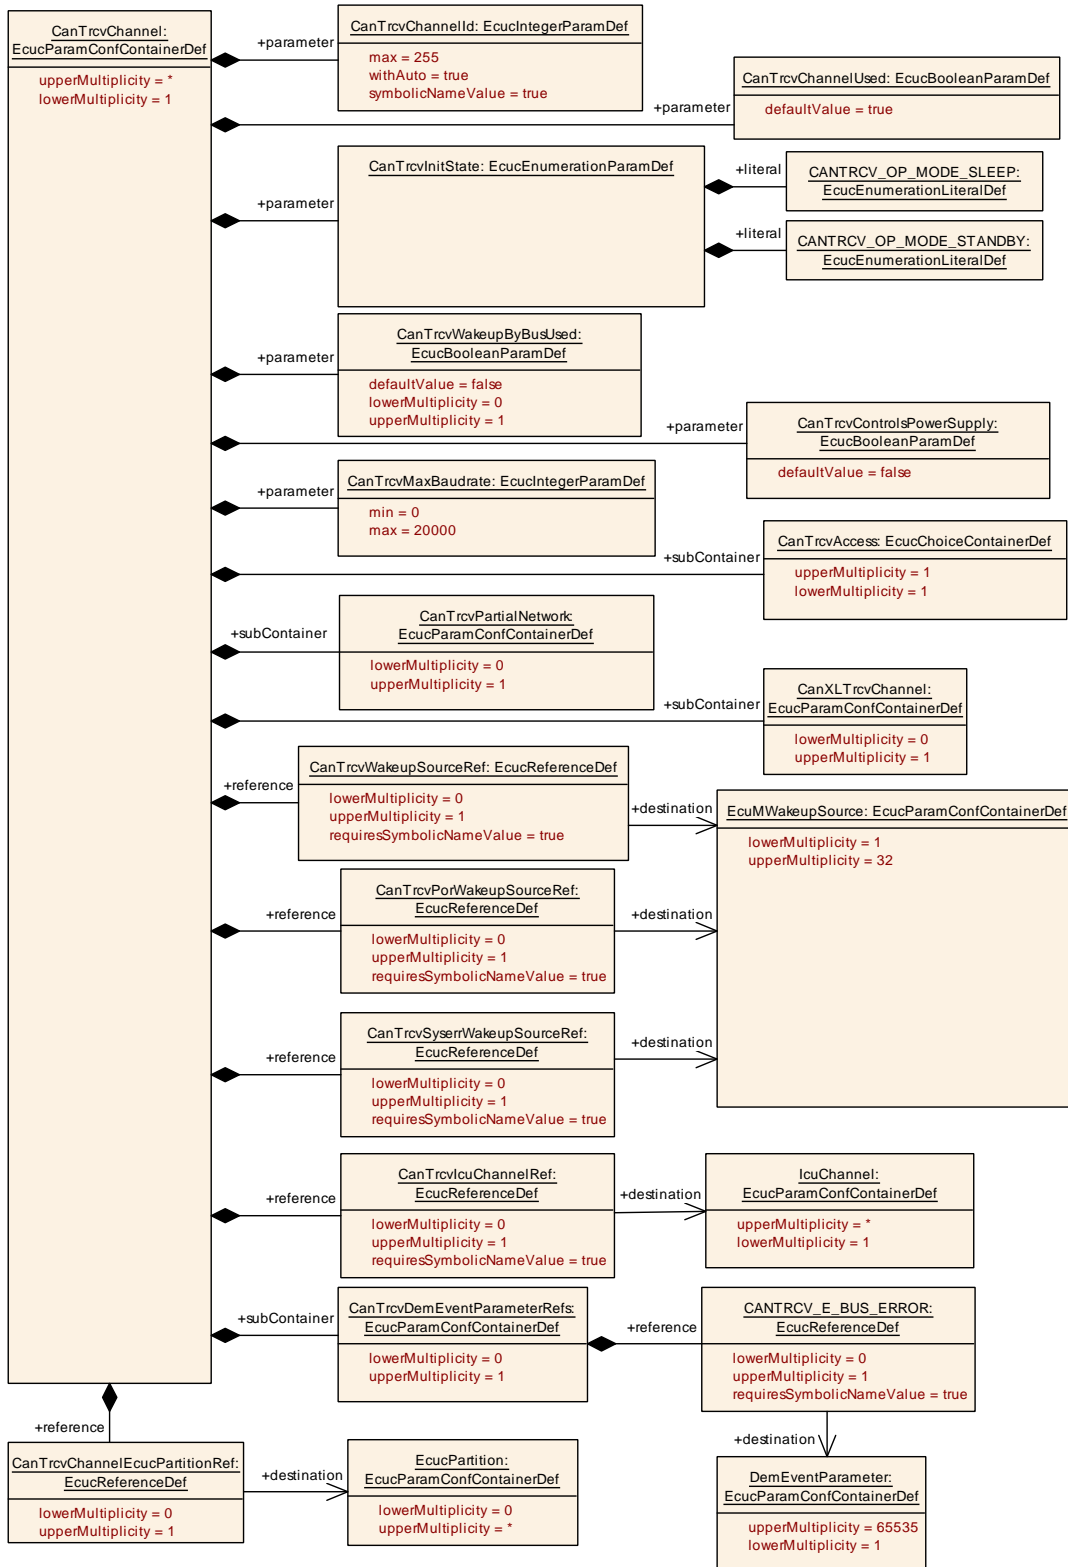 CanTrcvChannel:
EcucParamConfContainerDef
upperMultiplicity = *
lowerMultiplicity = 1
+parameter
CanTrcvChannelId: EcucIntegerParamDef
max = 255
withAuto = true
symbolicNameValue = true
+parameter
CanTrcvChannelUsed: EcucBooleanParamDef
defaultValue = true
+parameter
CanTrcvInitState: EcucEnumerationParamDef
+literal
CANTRCV_OP_MODE_SLEEP:
EcucEnumerationLiteralDef
+literal
CANTRCV_OP_MODE_STANDBY:
EcucEnumerationLiteralDef
+parameter
CanTrcvWakeupByBusUsed:
EcucBooleanParamDef
defaultValue = false
lowerMultiplicity = 0
upperMultiplicity = 1
+parameter
CanTrcvControlsPowerSupply:
EcucBooleanParamDef
defaultValue = false
+parameter
CanTrcvMaxBaudrate: EcucIntegerParamDef
min = 0
max = 20000
+subContainer
CanTrcvAccess: EcucChoiceContainerDef
upperMultiplicity = 1
lowerMultiplicity = 1
+subContainer
CanTrcvPartialNetwork:
EcucParamConfContainerDef
lowerMultiplicity = 0
upperMultiplicity = 1
+subContainer
CanXLTrcvChannel:
EcucParamConfContainerDef
lowerMultiplicity = 0
upperMultiplicity = 1
+reference
CanTrcvWakeupSourceRef: EcucReferenceDef
lowerMultiplicity = 0
upperMultiplicity = 1
requiresSymbolicNameValue = true
+destination
EcuMWakeupSource: EcucParamConfContainerDef
lowerMultiplicity = 1
upperMultiplicity = 32
+reference
CanTrcvPorWakeupSourceRef:
EcucReferenceDef
lowerMultiplicity = 0
upperMultiplicity = 1
requiresSymbolicNameValue = true
+destination
+reference
CanTrcvSyserrWakeupSourceRef:
EcucReferenceDef
lowerMultiplicity = 0
upperMultiplicity = 1
requiresSymbolicNameValue = true
+destination
+reference
CanTrcvIcuChannelRef:
EcucReferenceDef
lowerMultiplicity = 0
upperMultiplicity = 1
requiresSymbolicNameValue = true
+destination
IcuChannel:
EcucParamConfContainerDef
upperMultiplicity = *
lowerMultiplicity = 1
+subContainer
CanTrcvDemEventParameterRefs:
EcucParamConfContainerDef
lowerMultiplicity = 0
upperMultiplicity = 1
+reference
CANTRCV_E_BUS_ERROR:
EcucReferenceDef
lowerMultiplicity = 0
upperMultiplicity = 1
requiresSymbolicNameValue = true
+destination
DemEventParameter:
EcucParamConfContainerDef
upperMultiplicity = 65535
lowerMultiplicity = 1
+reference
CanTrcvChannelEcucPartitionRef:
EcucReferenceDef
lowerMultiplicity = 0
upperMultiplicity = 1
+destination
EcucPartition:
EcucParamConfContainerDef
lowerMultiplicity = 0
upperMultiplicity = *